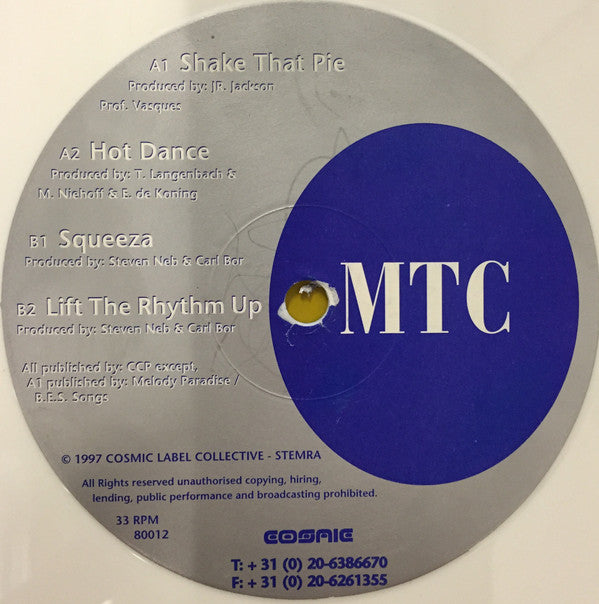 A1 Shake That Pie
Produced by: JR. Jackson
Prof. Vasques
A2 Hot Dance
Produced by: T. Langenbach &
M. Niehoff & E. de Koning
B1 Squeeza
Produced by: Steven Neb & Carl Bor
B2 Lift The Rhythm Up
Produced by: Steven Neb & Carl Bor
All published by: CCP except,
A1 published by: Melody Paradise /
B.E.S. Songs
MTC
© 1997 COSMIC LABEL COLLECTIVE - STEMRA
All Rights reserved unauthorised copying, hiring,
lending, public performance and broadcasting prohibited.
33 RPM
80012
COSMIC
T: + 31 (0) 20-6386670
F: + 31 (0) 20-6261355